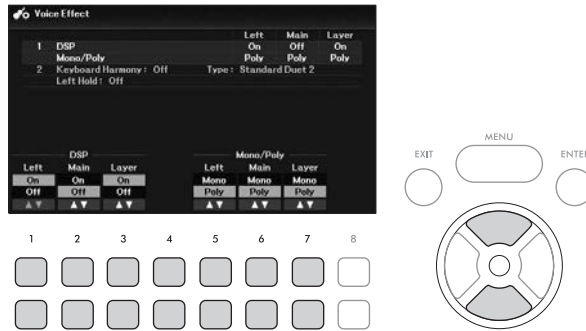 Voice Effect
Left Main Layer
1 DSP On Off On
Mono/Poly Poly Poly Poly
2 Keyboard Harmony: Off Type: Standard Duet 2
Left Hold: Off
DSP Mono/Poly
Left Main Layer Left Main Layer
On On On Mono Mono Mono
Off Off Off Poly Poly Poly
▲▼ ▲▼ ▲▼ ▲▼ ▲▼ ▲▼
1 2 3 4 5 6 7 8
MENU
EXIT ENTER